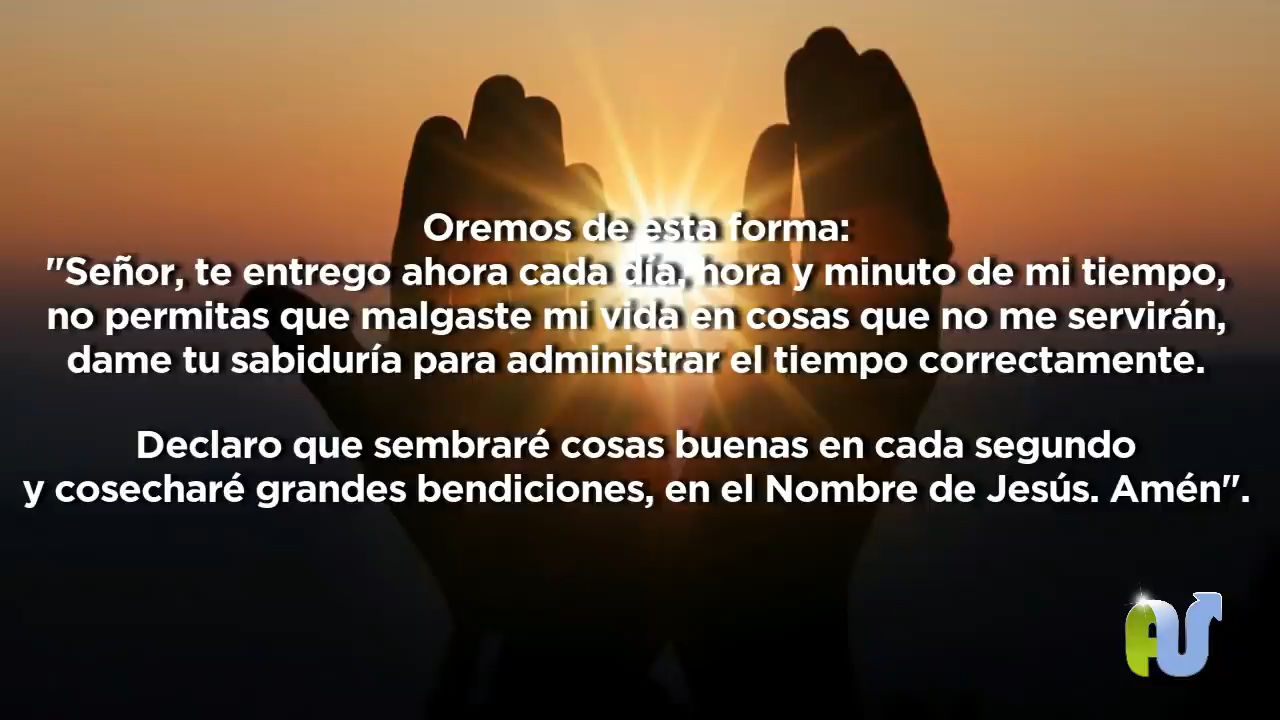 Oremos de esta forma:
"Señor, te entrego ahora cada día, hora y minuto de mi tiempo,
no permitas que malgaste mi vida en cosas que no me servirán,
dame tu sabiduría para administrar el tiempo correctamente.
Declaro que sembraré cosas buenas en cada segundo
y cosecharé grandes bendiciones, en el Nombre de Jesús. Amén".
AU